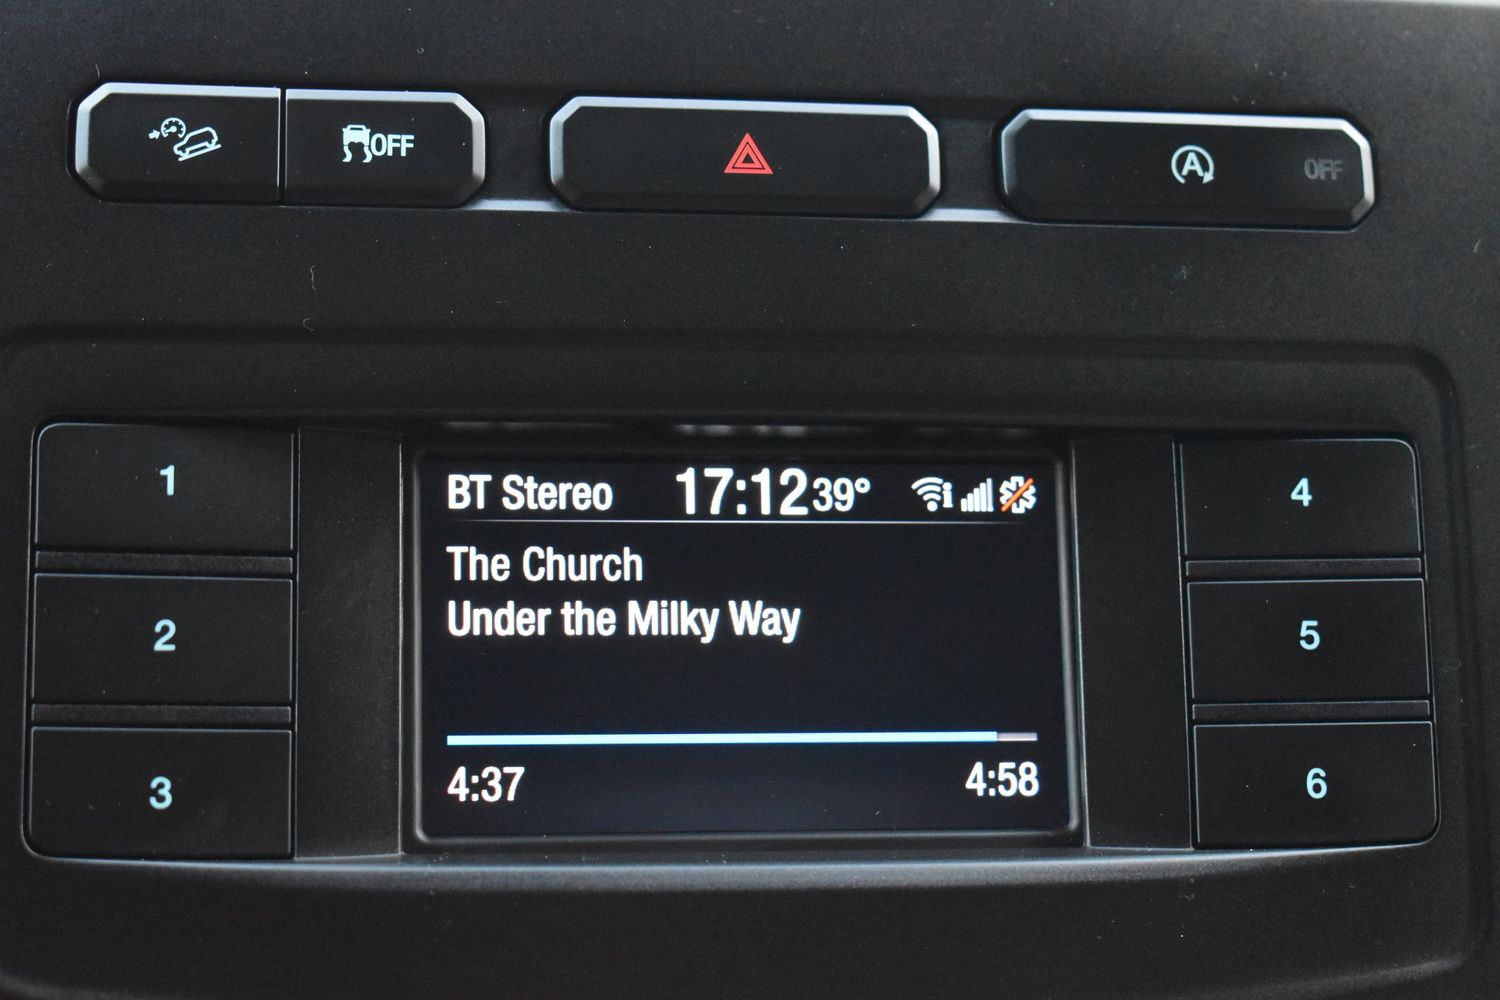 OFF
A OFF
BT Stereo 17:12 39° i
The Church
Under the Milky Way
4:37 4:58
1
2
3
4
5
6